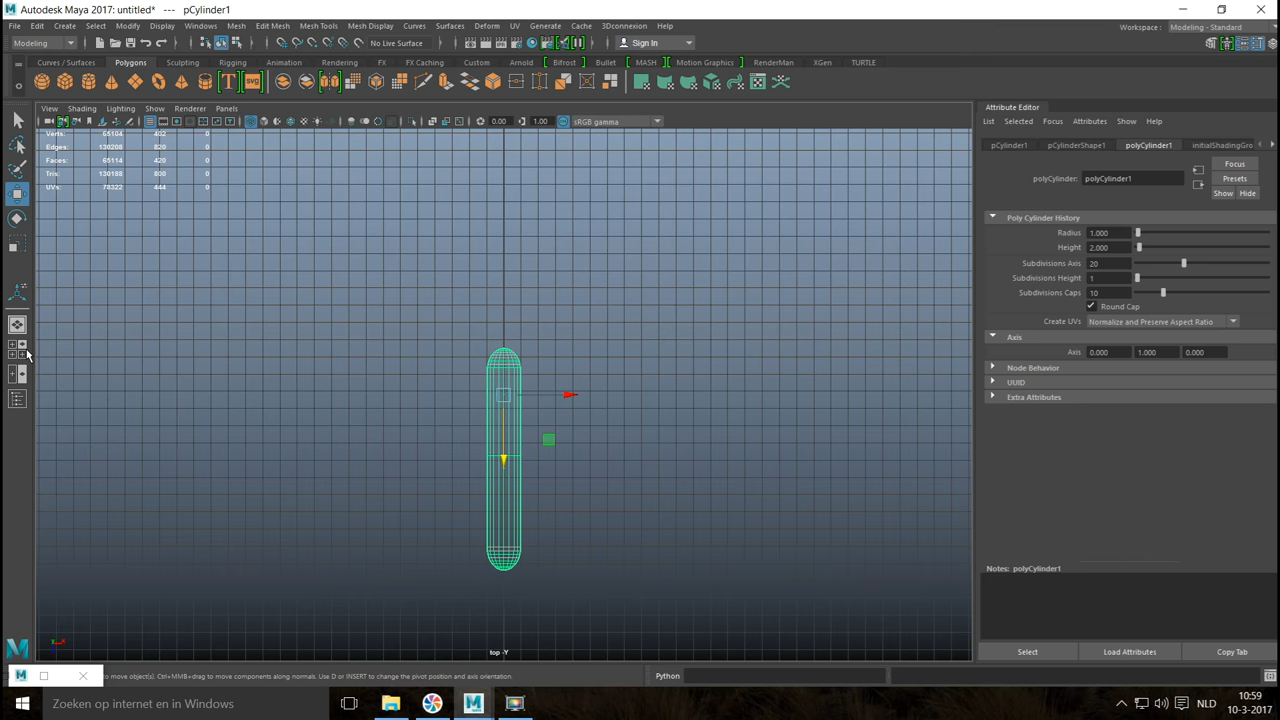 Autodesk Maya 2017: untitled* --- pCylinder1
File Edit Create Select Modify Display Windows Mesh Edit Mesh Mesh Tools Mesh Display Curves Surfaces Deform UV Generate Cache 3Dconnexion Help
Workspace : Modeling - Standard
Modeling No Live Surface Sign In
Curves / Surfaces Polygons Sculpting Rigging Animation Rendering FX FX Caching Custom Arnold Bifrost Bullet MASH Motion Graphics RenderMan XGen TURTLE
View Shading Lighting Show Renderer Panels
0.00 1.00 sRGB gamma
Verts: 65104 402 0
Edges: 130208 820 0
Faces: 65114 420 0
Tris: 130188 800 0
UVs: 78322 444 0
top -Y
Attribute Editor
List Selected Focus Attributes Show Help
pCylinder1 pCylinderShape1 polyCylinder1 initialShadingGro
Focus
polyCylinder: polyCylinder1 Presets
Show Hide
Poly Cylinder History
Radius 1.000
Height 2.000
Subdivisions Axis 20
Subdivisions Height 1
Subdivisions Caps 10
Round Cap
Create UVs Normalize and Preserve Aspect Ratio
Axis
Axis 0.000 1.000 0.000
Node Behavior
UUID
Extra Attributes
Notes: polyCylinder1
Select Load Attributes Copy Tab
to move object(s). Ctrl+MMB+drag to move components along normals. Use D or INSERT to change the pivot position and axis orientation. Python
Zoeken op internet en in Windows
NLD 10:59
10-3-2017